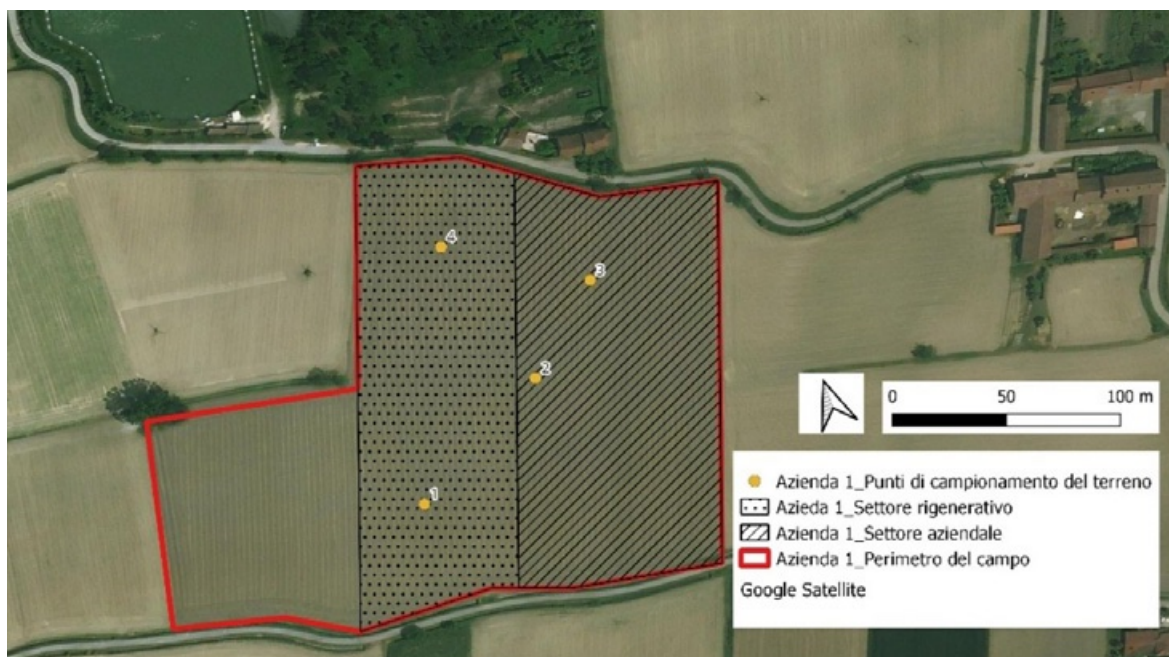 4
3
2
1
0 50 100 m
Azienda 1_Punti di campionamento del terreno
Azieda 1_Settore rigenerativo
Azienda 1_Settore aziendale
Azienda 1_Perimetro del campo
Google Satellite